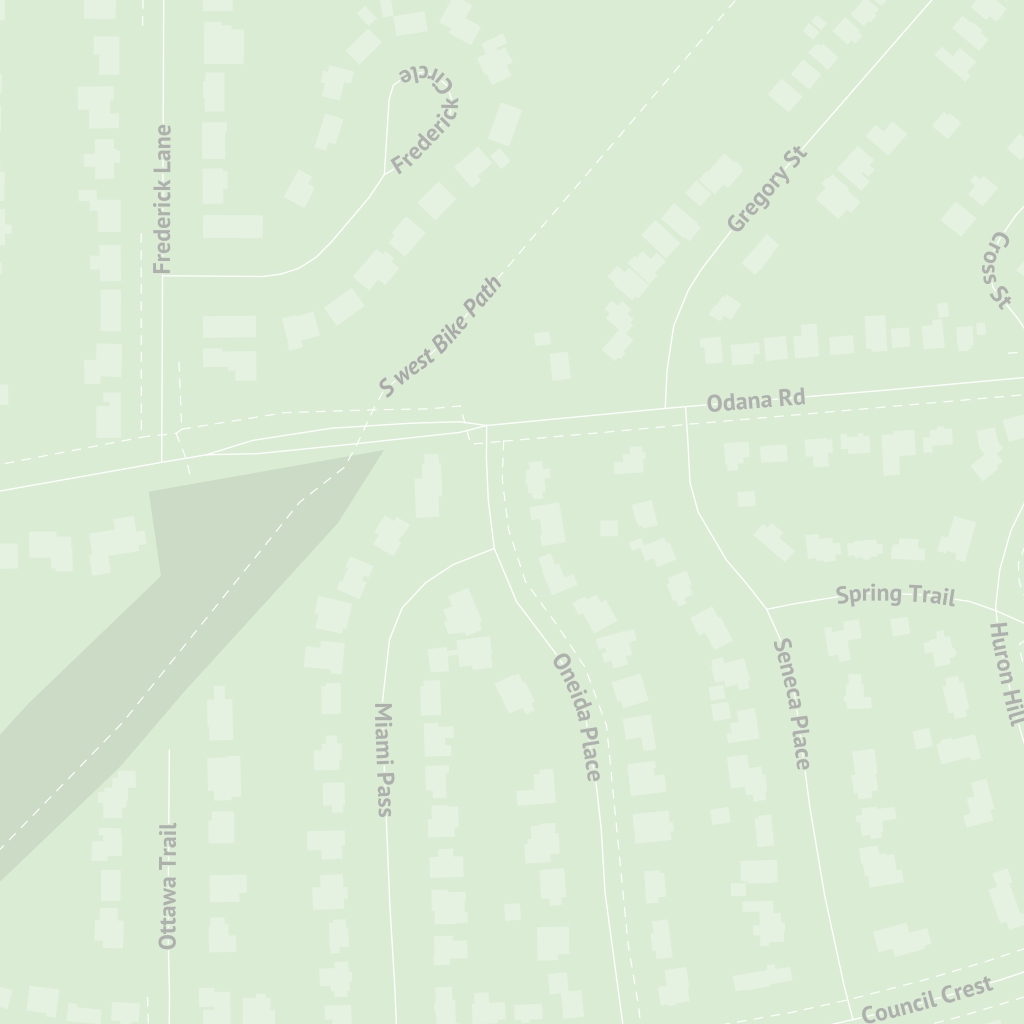 Frederick Circle
Frederick Lane
Gregory St
Cross St
S west Bike Path
Odana Rd
Spring Trail
Huron Hill
Seneca Place
Oneida Place
Miami Pass
Ottawa Trail
Council Crest